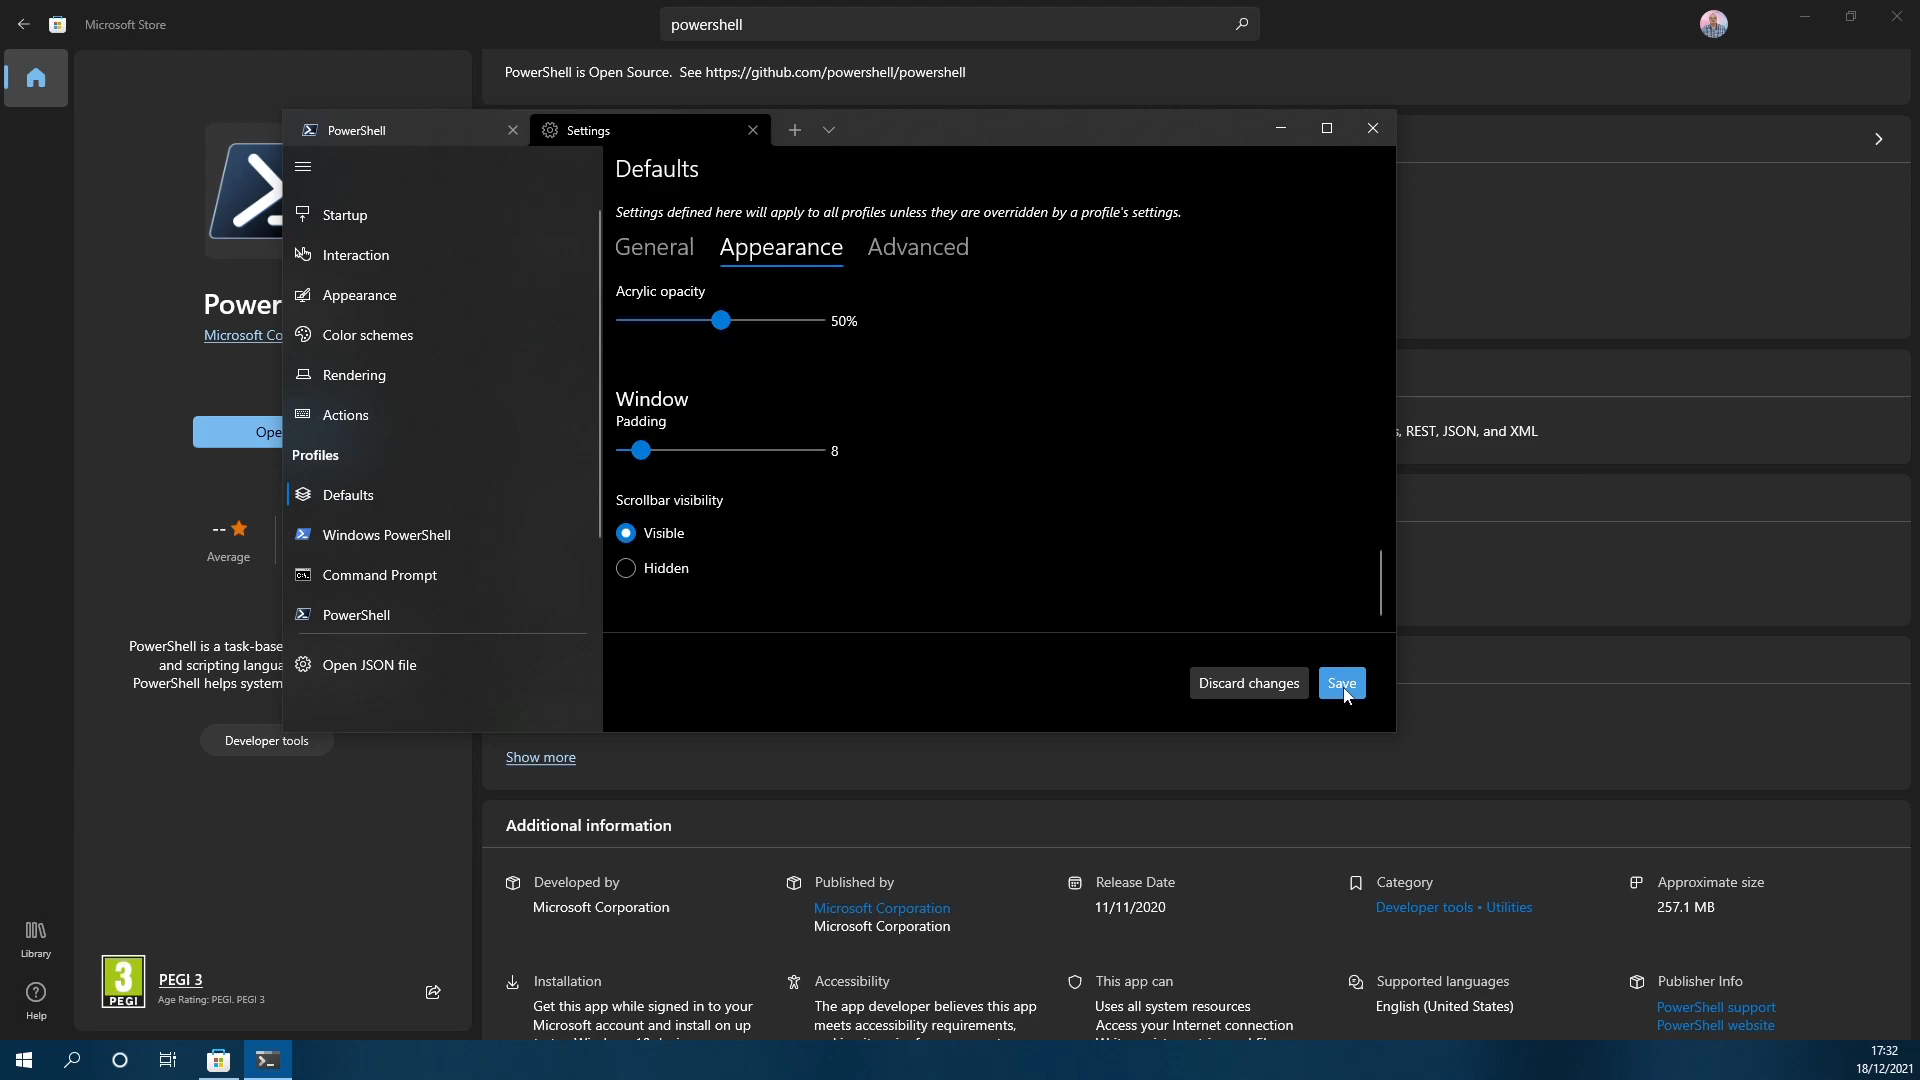 Microsoft Store
powershell
PowerShell is Open Source.  See https://github.com/powershell/powershell
PowerShell
Settings
Startup
Interaction
Appearance
Color schemes
Rendering
Actions
Profiles
Defaults
Windows PowerShell
Command Prompt
PowerShell
Open JSON file
Defaults
Settings defined here will apply to all profiles unless they are overridden by a profile's settings.
General Appearance Advanced
Acrylic opacity
50%
Window
Padding
8
Scrollbar visibility
Visible
Hidden
Discard changes
Save
Power
Microsoft Co
Ope
--
Average
PowerShell is a task-base
and scripting langua
PowerShell helps system
Developer tools
3
PEGI
PEGI 3
Age Rating: PEGI. PEGI 3
Library
Help
, REST, JSON, and XML
Show more
Additional information
Developed by
Microsoft Corporation
Published by
Microsoft Corporation
Microsoft Corporation
Release Date
11/11/2020
Category
Developer tools • Utilities
Approximate size
257.1 MB
Installation
Get this app while signed in to your
Microsoft account and install on up
Accessibility
The app developer believes this app
meets accessibility requirements,
This app can
Uses all system resources
Access your Internet connection
Supported languages
English (United States)
Publisher Info
PowerShell support
PowerShell website
17:32
18/12/2021